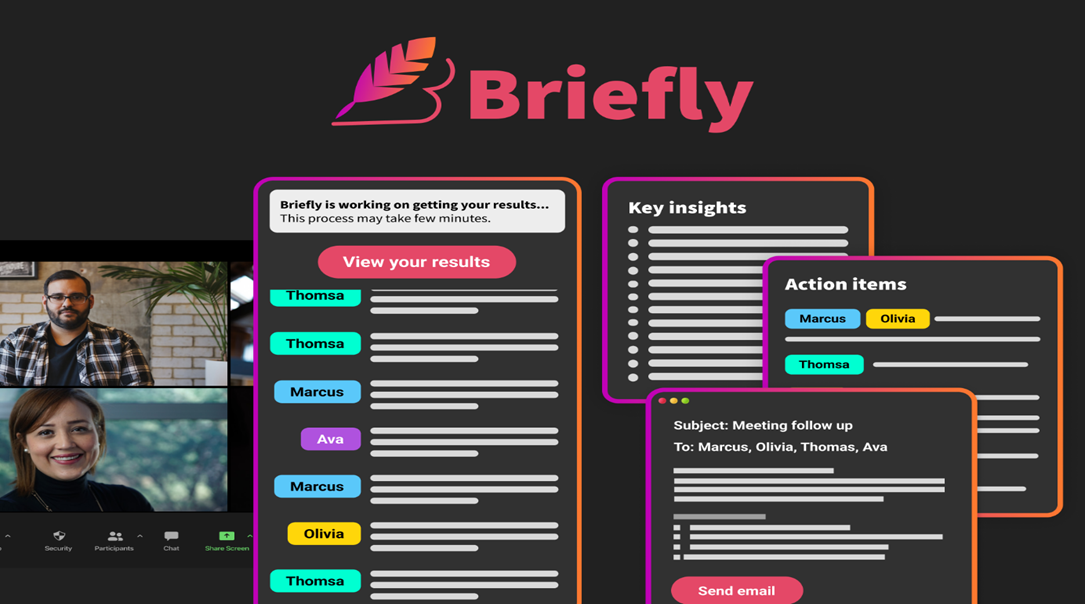 Briefly
Briefly is working on getting your results...
This process may take few minutes.
View your results
Thomsa
Thomsa
Marcus
Ava
Marcus
Olivia
Thomsa
Key insights
Action items
Marcus Olivia
Thomsa
Subject: Meeting follow up
To: Marcus, Olivia, Thomas, Ava
Send email
Security Participants Chat Share Screen